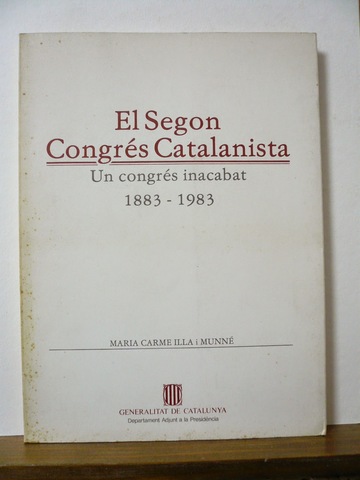 El Segon
Congrés Catalanista
Un congrés inacabat
1883 - 1983
MARIA CARME ILLA i MUNNÉ
GENERALITAT DE CATALUNYA
Departament Adjunt a la Presidència